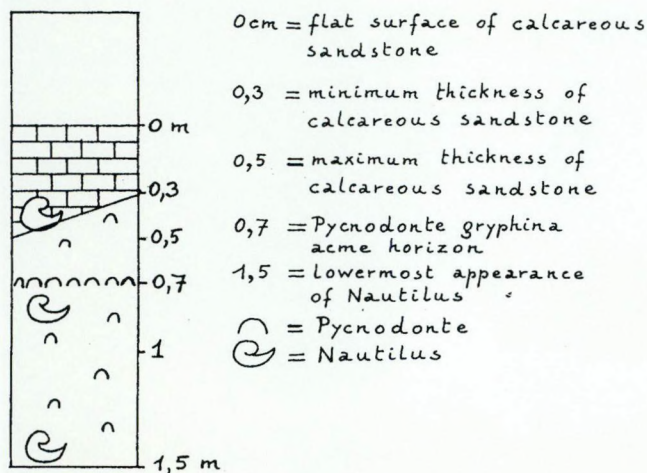 0 m
0,3
0,5
0,7
1
1,5 m
0cm = flat surface of calcareous
sandstone
0,3 = minimum thickness of
calcareous sandstone
0,5 = maximum thickness of
calcareous sandstone
0,7 = Pycnodonte gryphina
acme horizon
1,5 = lowermost appearance
of Nautilus
= Pycnodonte
= Nautilus